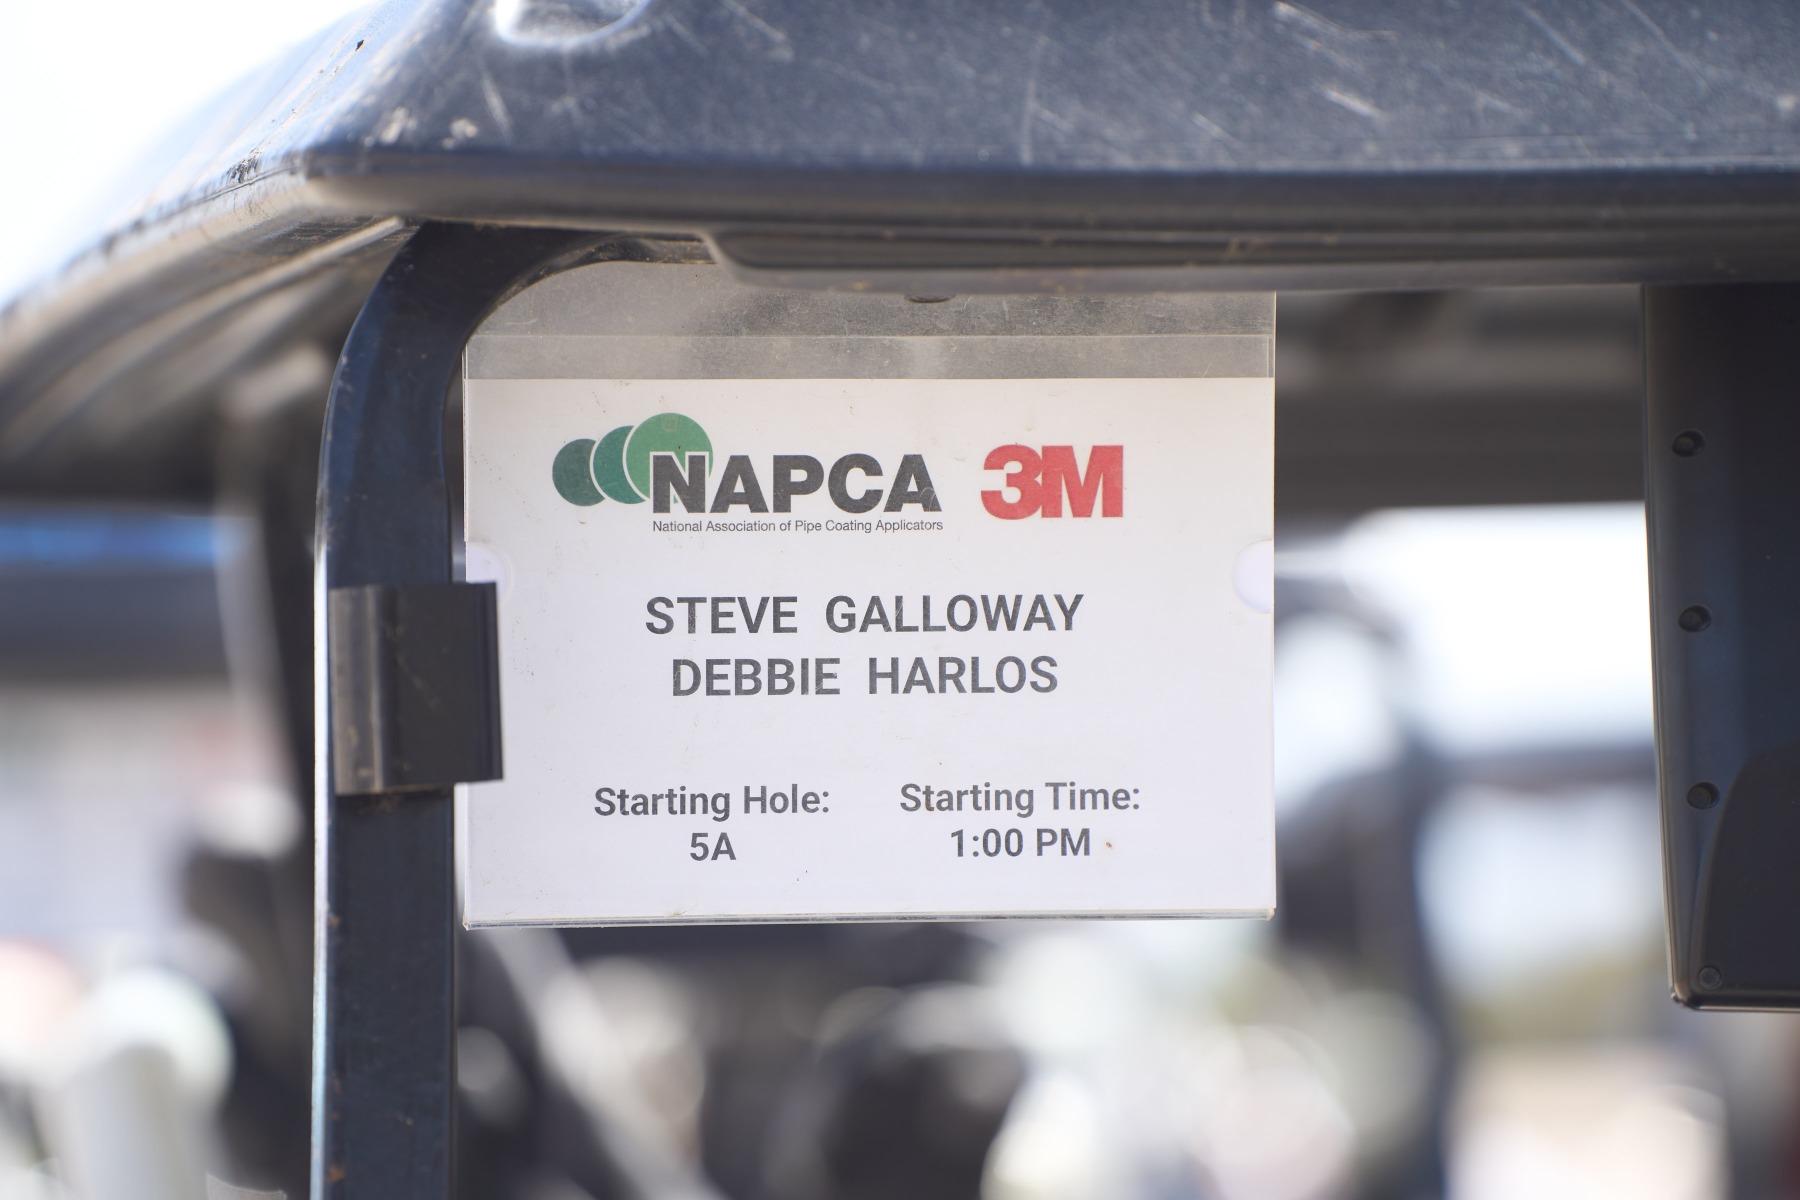 NAPCA 3M
National Association of Pipe Coating Applicators
STEVE GALLOWAY
DEBBIE HARLOS
Starting Hole: Starting Time:
5A 1:00 PM